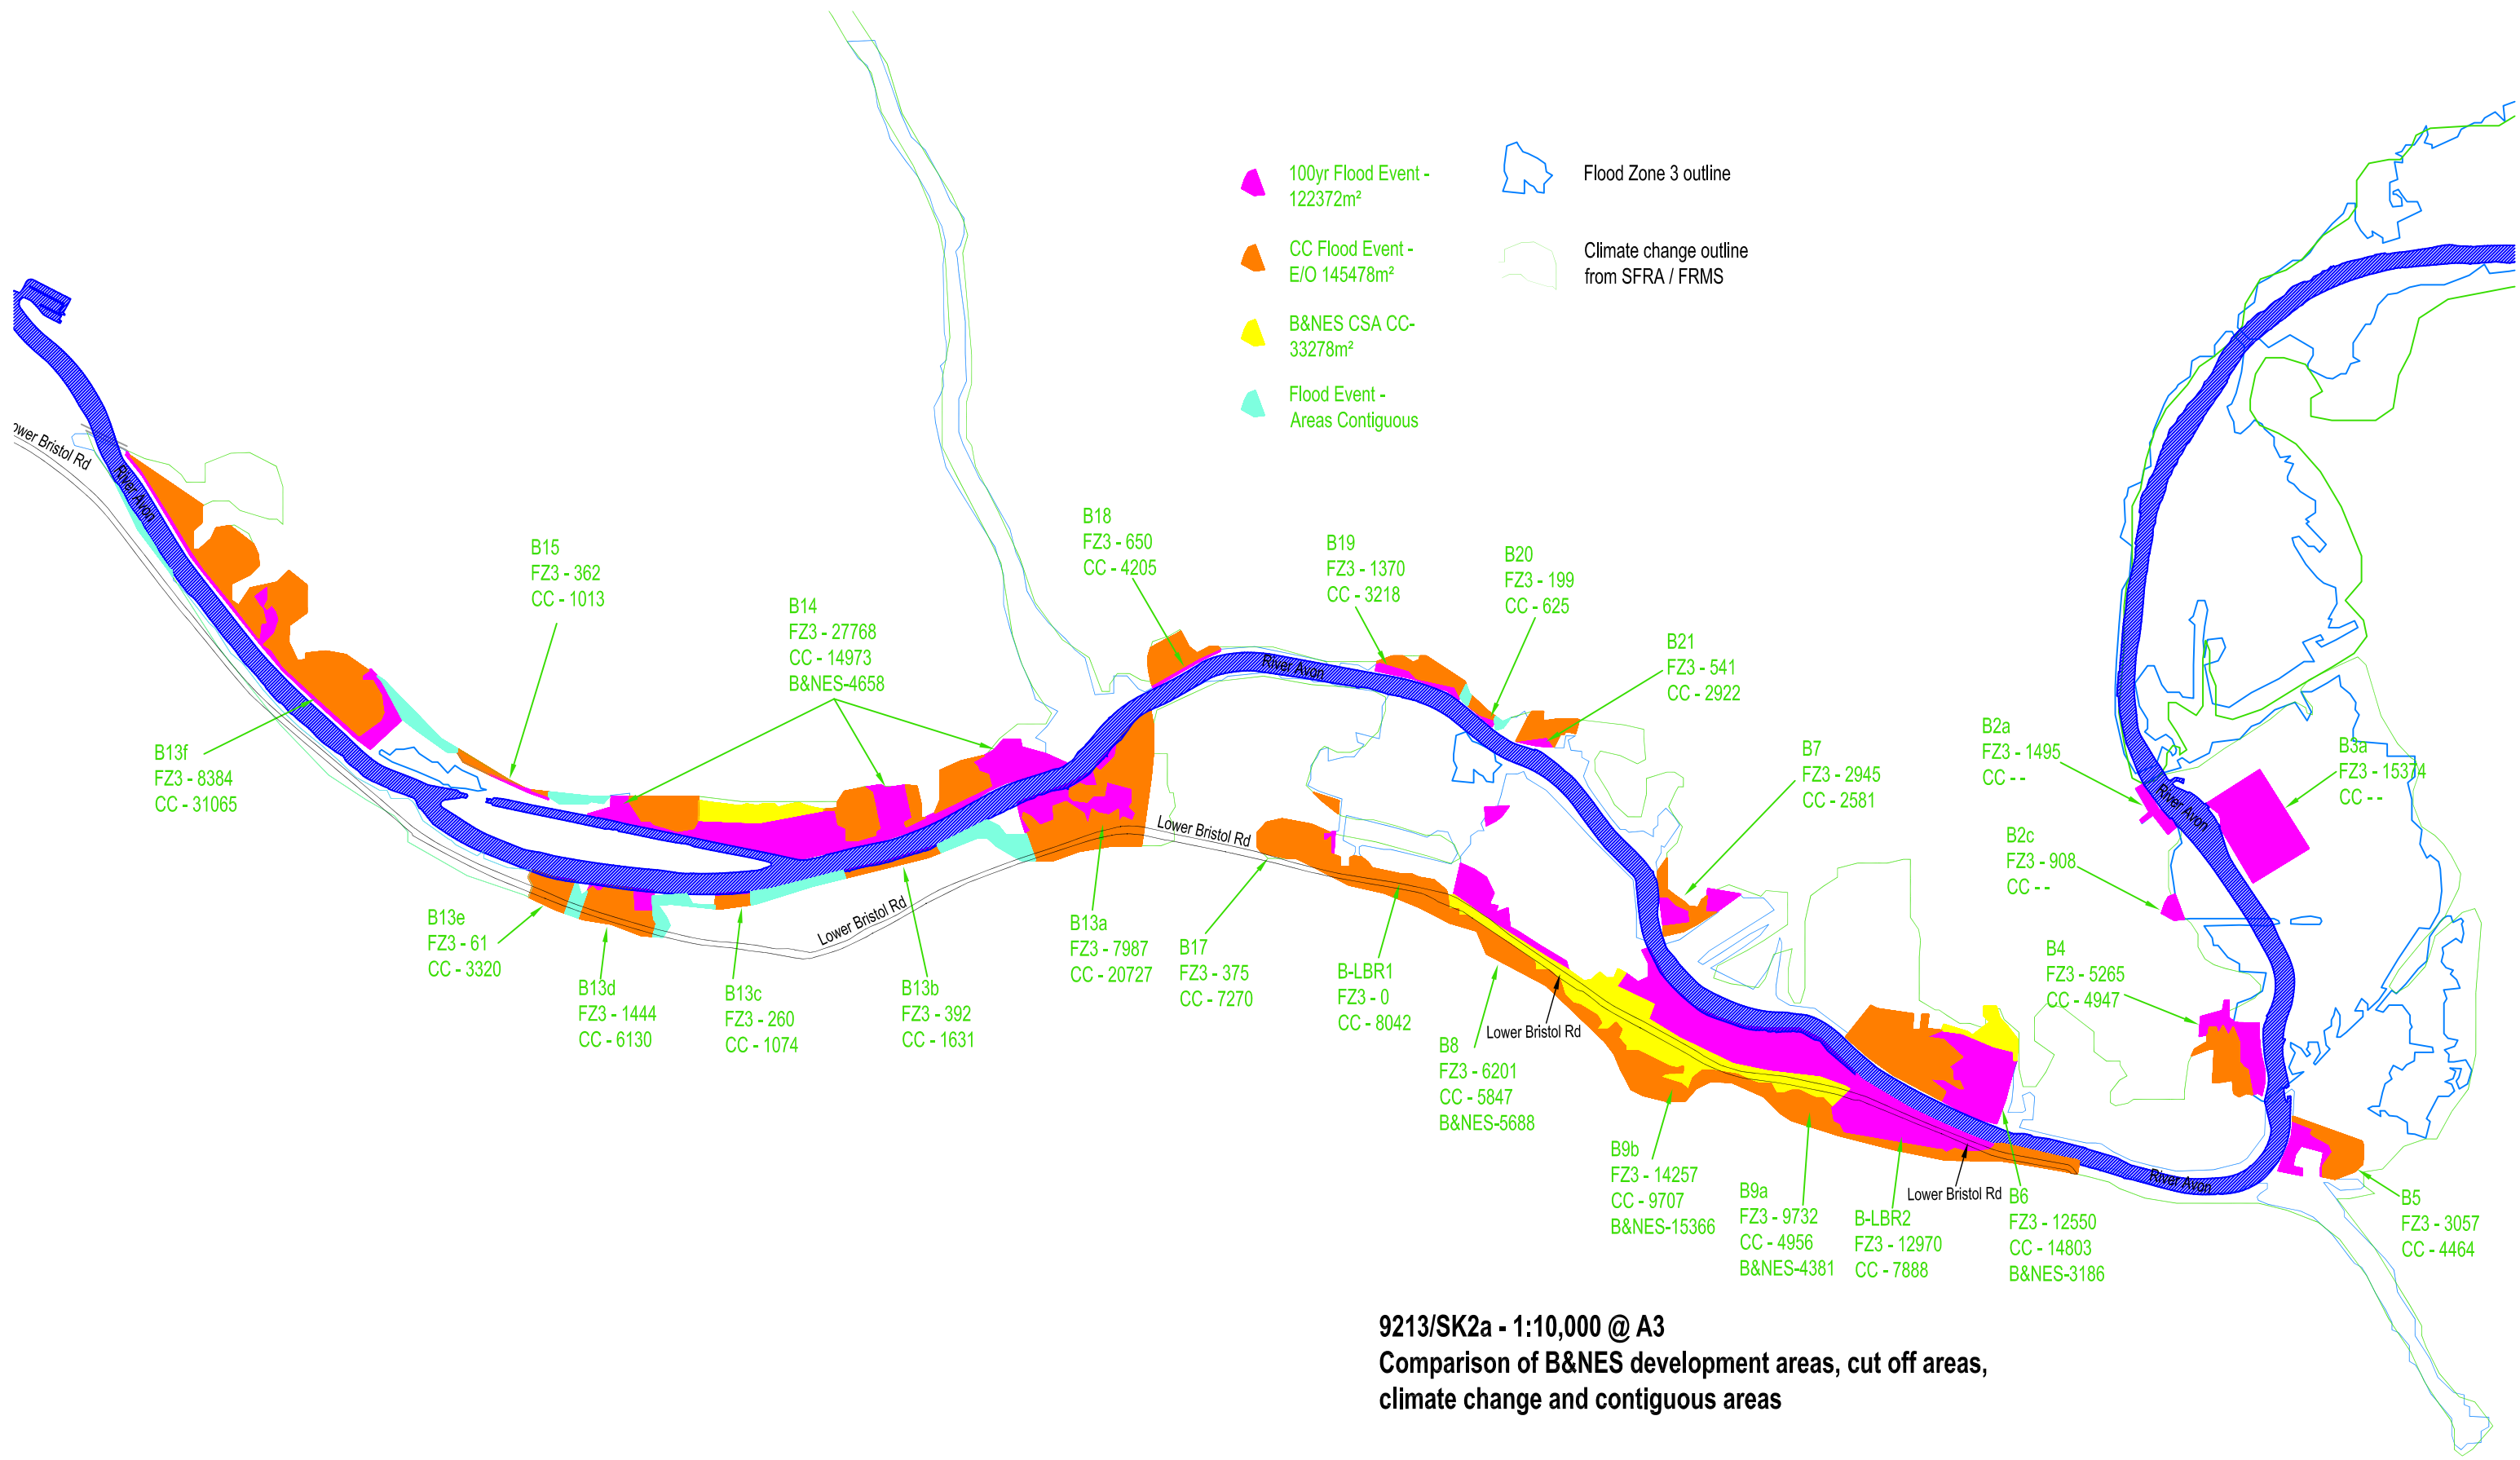 100yr Flood Event -
122372m²
Flood Zone 3 outline
CC Flood Event -
E/O 145478m²
Climate change outline
from SFRA / FRMS
B&NES CSA CC-
33278m²
Flood Event -
Areas Contiguous
Lower Bristol Rd
River Avon
B15
FZ3 - 362
CC - 1013
B14
FZ3 - 27768
CC - 14973
B&NES-4658
B18
FZ3 - 650
CC - 4205
B19
FZ3 - 1370
CC - 3218
B20
FZ3 - 199
CC - 625
B21
FZ3 - 541
CC - 2922
River Avon
B7
FZ3 - 2945
CC - 2581
B2a
FZ3 - 1495
CC - -
B3a
FZ3 - 15374
CC - -
River Avon
B2c
FZ3 - 908
CC - -
B4
FZ3 - 5265
CC - 4947
B13f
FZ3 - 8384
CC - 31065
Lower Bristol Rd
Lower Bristol Rd
B13e
FZ3 - 61
CC - 3320
B13d
FZ3 - 1444
CC - 6130
B13c
FZ3 - 260
CC - 1074
B13b
FZ3 - 392
CC - 1631
B13a
FZ3 - 7987
CC - 20727
B17
FZ3 - 375
CC - 7270
B-LBR1
FZ3 - 0
CC - 8042
Lower Bristol Rd
B8
FZ3 - 6201
CC - 5847
B&NES-5688
B9b
FZ3 - 14257
CC - 9707
B&NES-15366
B9a
FZ3 - 9732
CC - 4956
B&NES-4381
B-LBR2
FZ3 - 12970
CC - 7888
Lower Bristol Rd
B6
FZ3 - 12550
CC - 14803
B&NES-3186
River Avon
B5
FZ3 - 3057
CC - 4464
9213/SK2a - 1:10,000 @ A3
Comparison of B&NES development areas, cut off areas,
climate change and contiguous areas